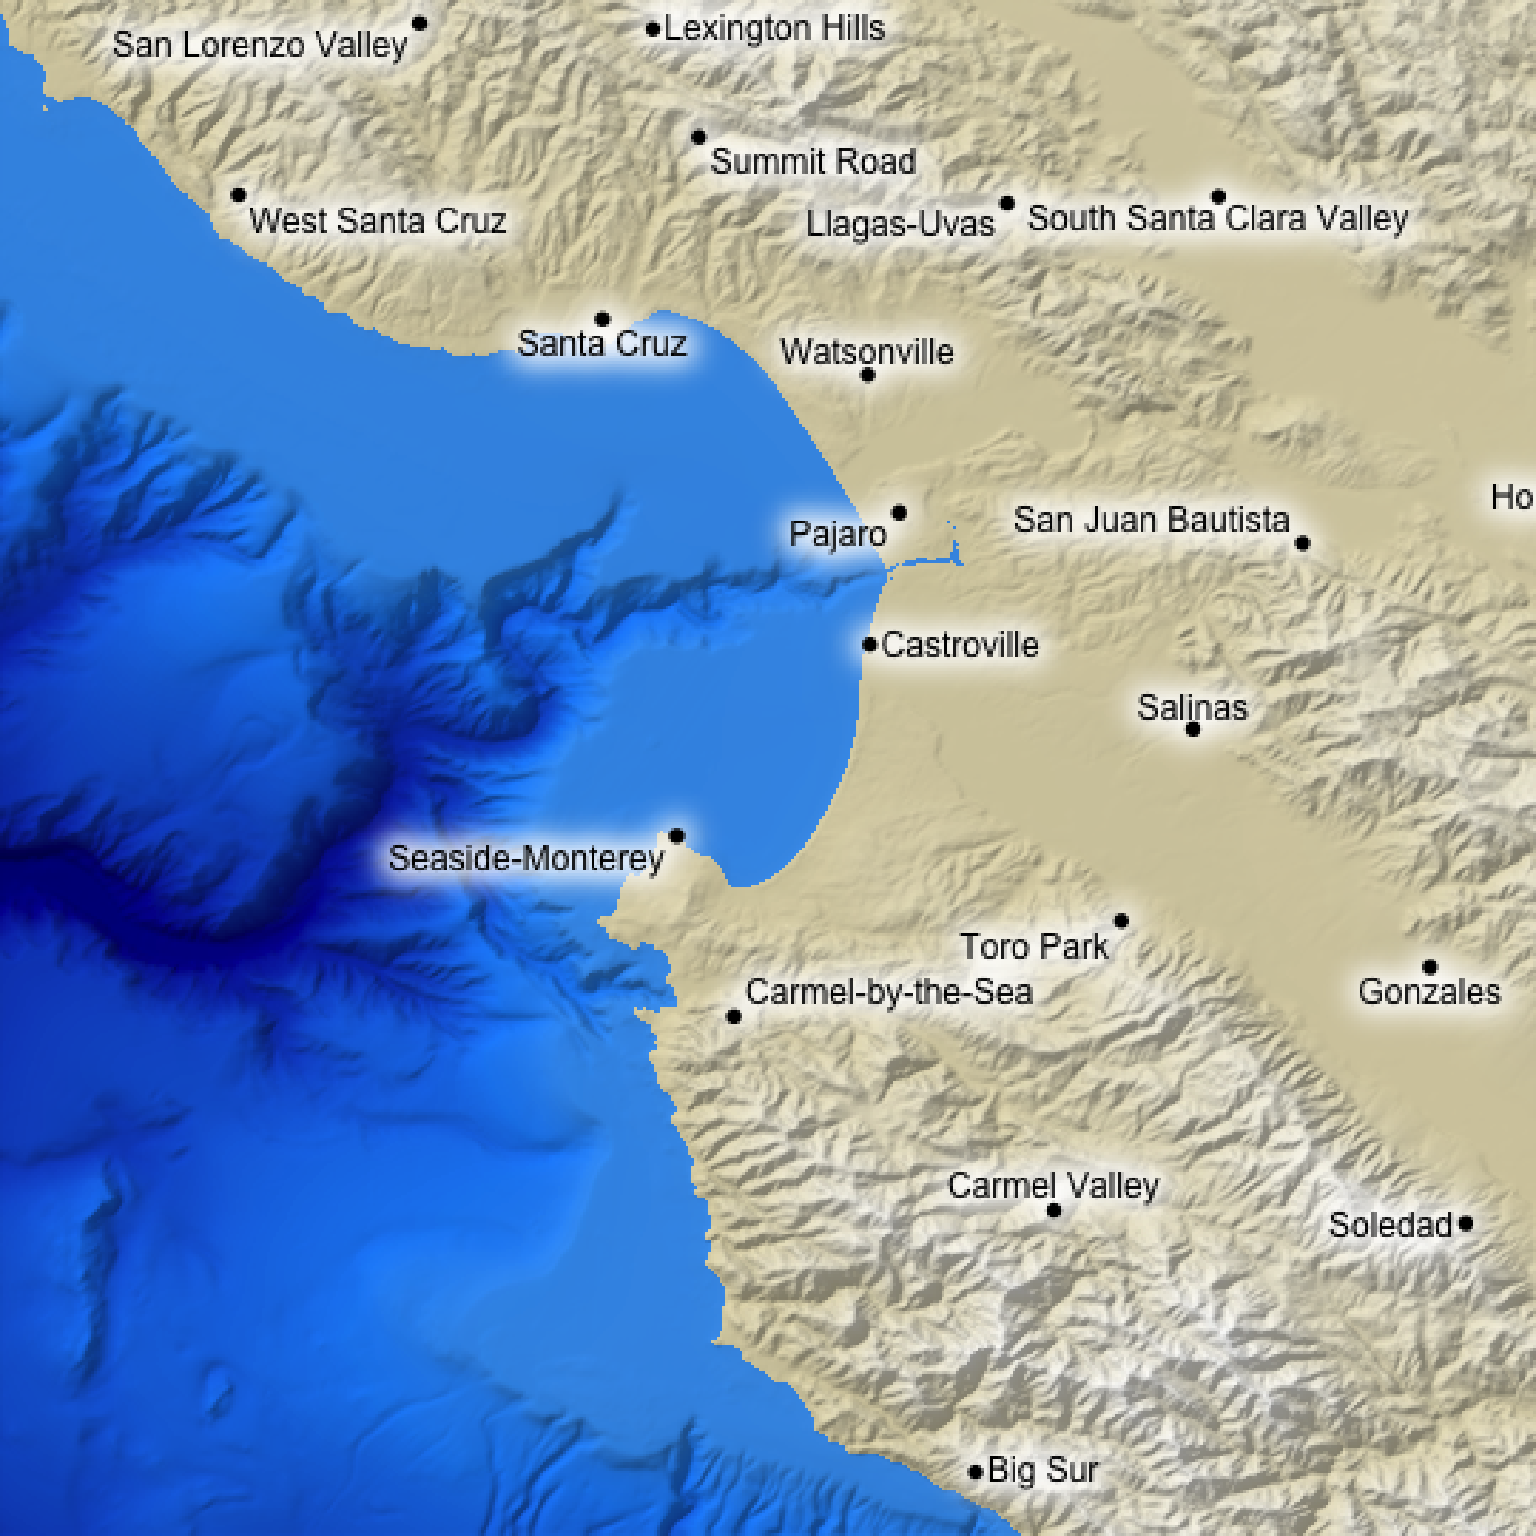 San Lorenzo Valley
Lexington Hills
Summit Road
West Santa Cruz
Llagas-Uvas
South Santa Clara Valley
Santa Cruz
Watsonville
Ho
Pajaro
San Juan Bautista
Castroville
Salinas
Seaside-Monterey
Toro Park
Carmel-by-the-Sea
Gonzales
Carmel Valley
Soledad
Big Sur